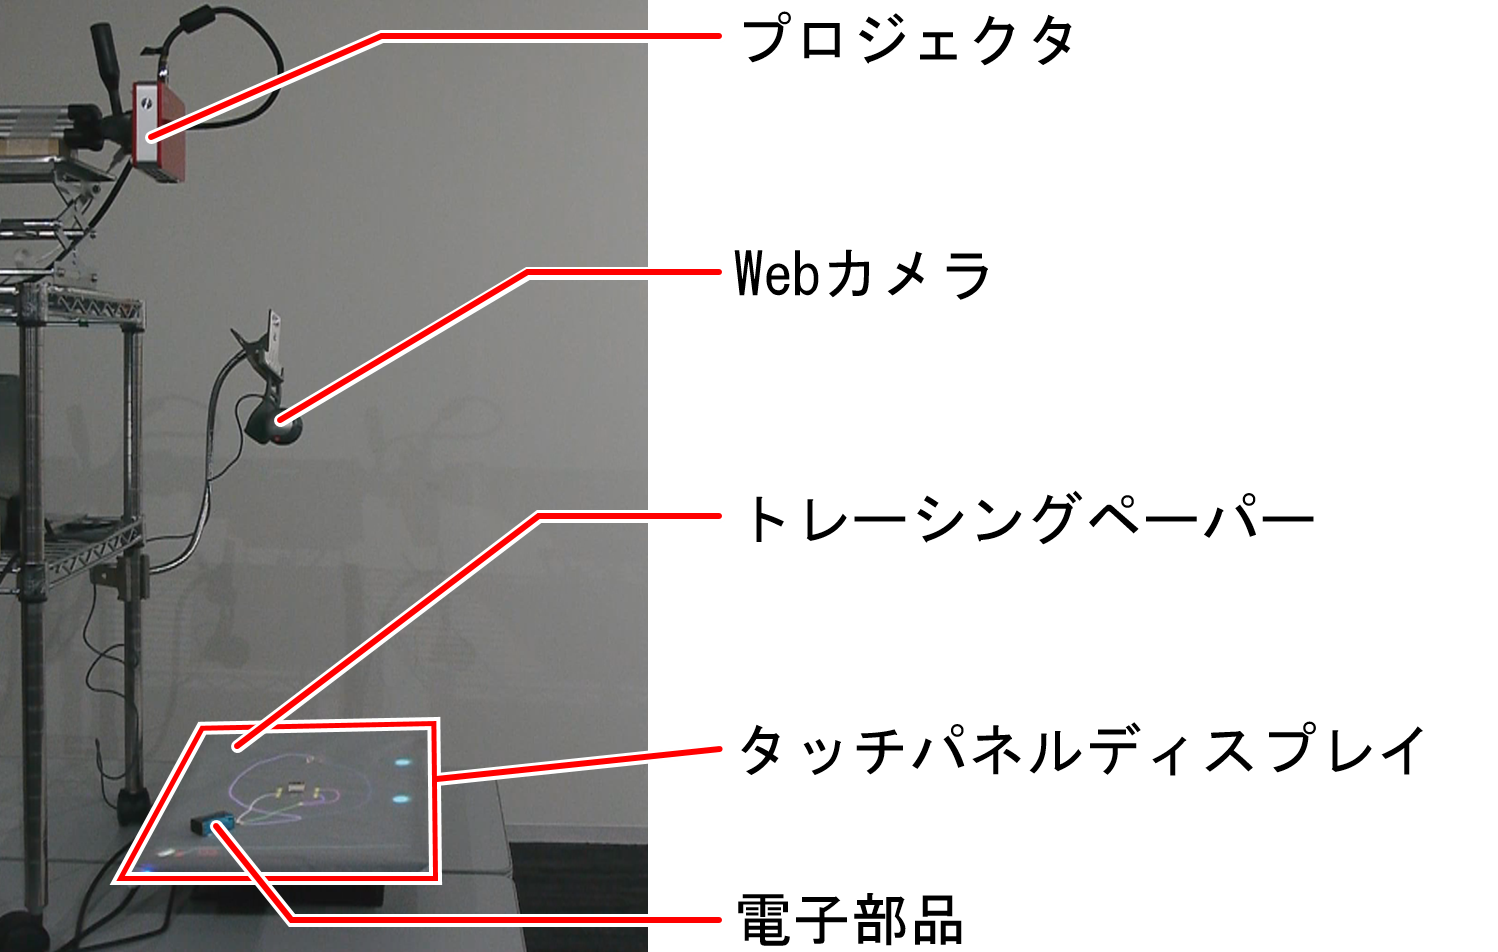 プロジェクタ
Webカメラ
トレーシングペーパー
タッチパネルディスプレイ
電子部品